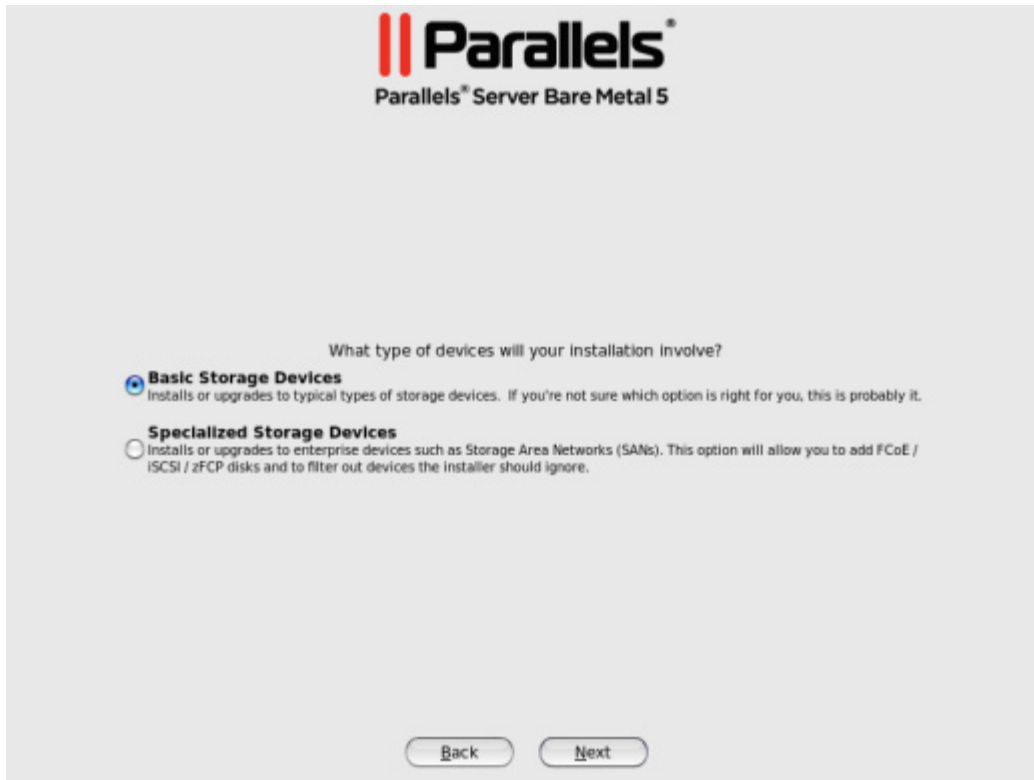 Parallels®
Parallels® Server Bare Metal 5
What type of devices will your installation involve?
Basic Storage Devices
Installs or upgrades to typical types of storage devices. If you're not sure which option is right for you, this is probably it.
Specialized Storage Devices
Installs or upgrades to enterprise devices such as Storage Area Networks (SANs). This option will allow you to add FCoE /
iSCSI / zFCP disks and to filter out devices the installer should ignore.
Back
Next